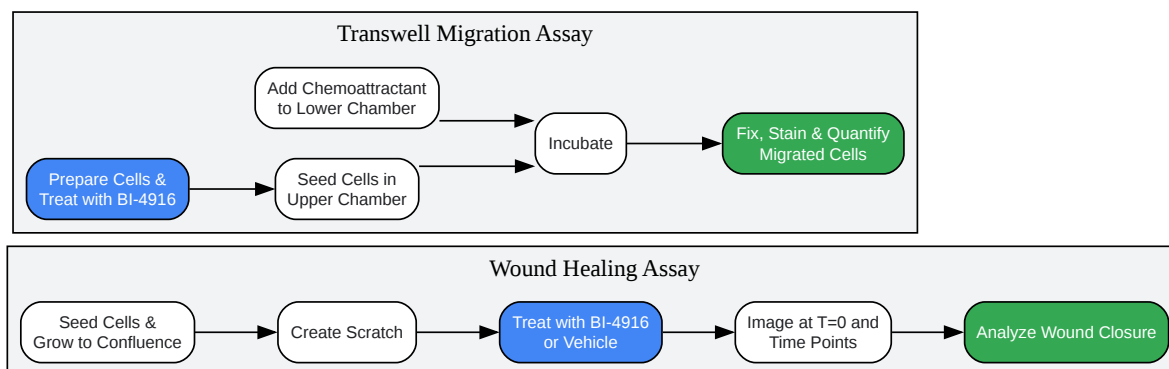 Transwell Migration Assay
Add Chemoattractant
to Lower Chamber
Prepare Cells &
Treat with BI-4916
Seed Cells in
Upper Chamber
Incubate
Fix, Stain & Quantify
Migrated Cells
Wound Healing Assay
Seed Cells &
Grow to Confluence
Create Scratch
Treat with BI-4916
or Vehicle
Image at T=0 and
Time Points
Analyze Wound Closure